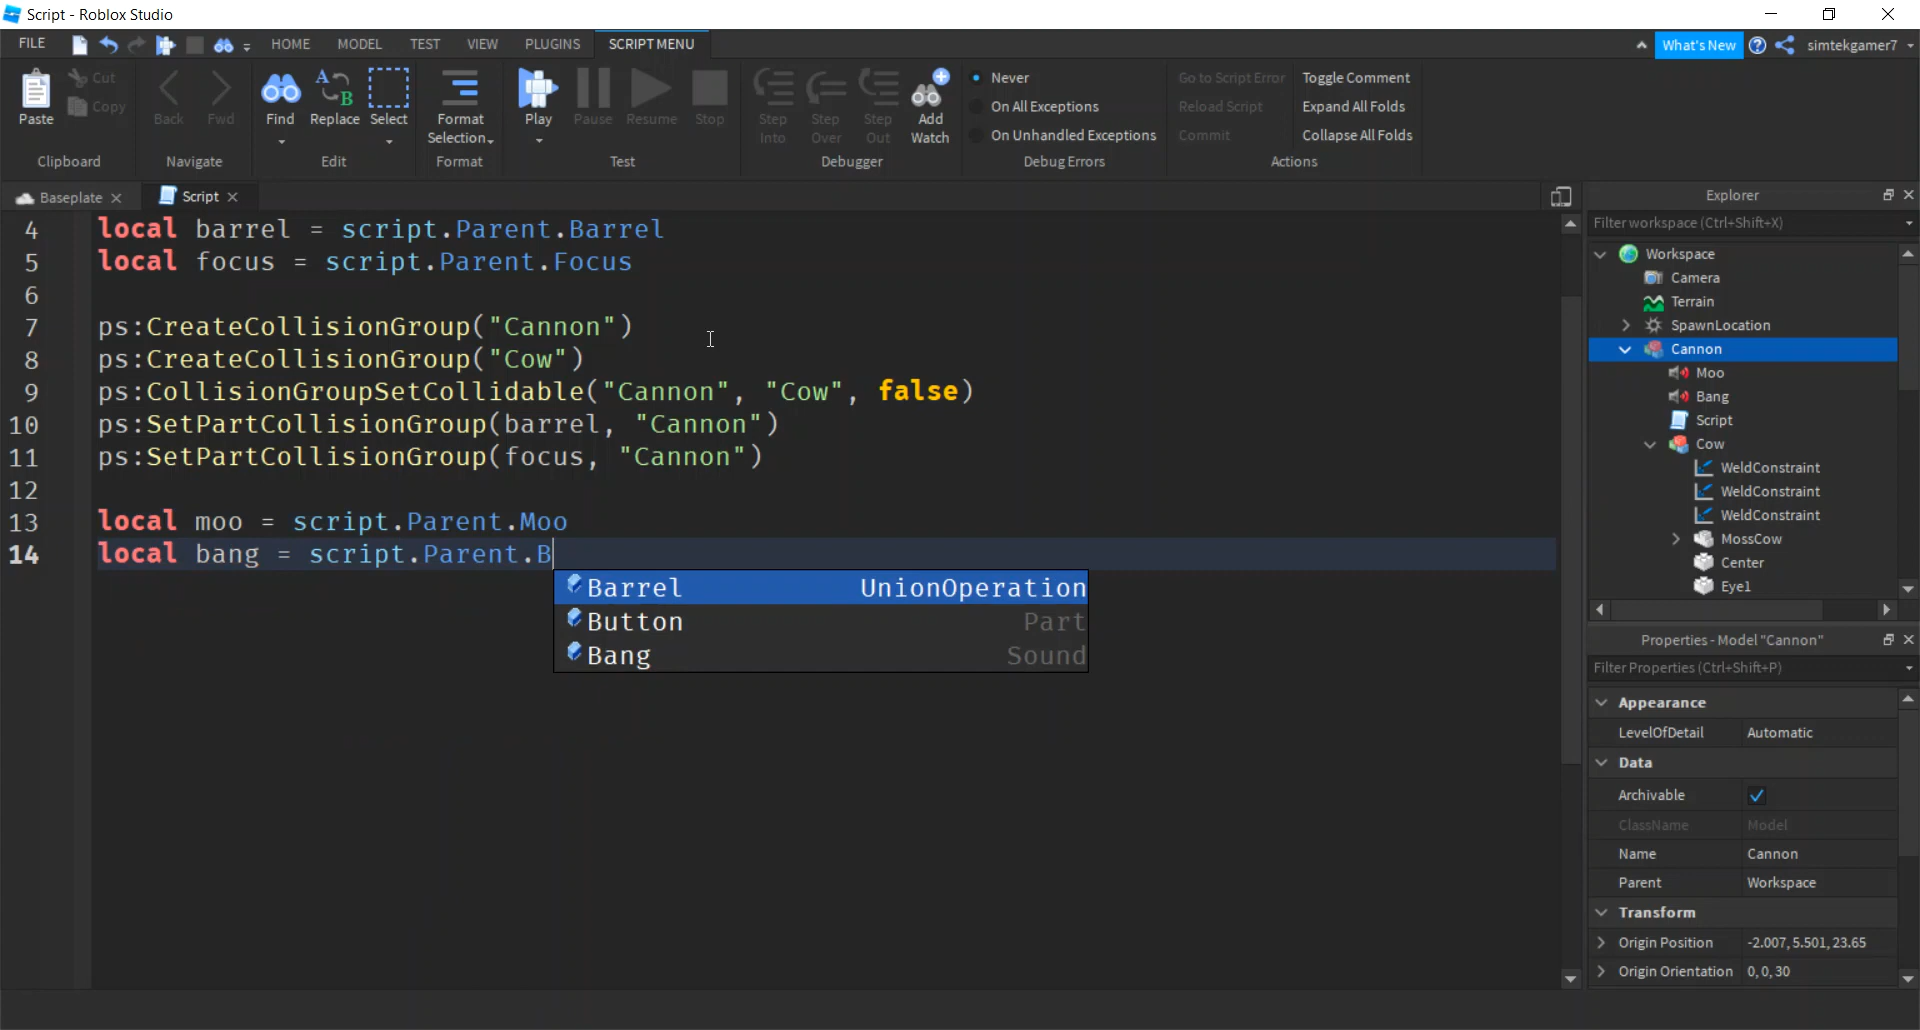 Script - Roblox Studio
FILE HOME MODEL TEST VIEW PLUGINS SCRIPT MENU What's New simtekgamer7
Paste Cut Copy Back Fwd Find Replace Select Format Selection Play Pause Resume Stop Step Into Step Over Step Out Add Watch
Never
On All Exceptions
On Unhandled Exceptions
Go to Script Error
Reload Script
Commit
Toggle Comment
Expand All Folds
Collapse All Folds
Clipboard Navigate Edit Format Test Debugger Debug Errors Actions
Baseplate Script
4 local barrel = script.Parent.Barrel
5 local focus = script.Parent.Focus
6
7 ps:CreateCollisionGroup("Cannon")
8 ps:CreateCollisionGroup("Cow")
9 ps:CollisionGroupSetCollidable("Cannon", "Cow", false)
10 ps:SetPartCollisionGroup(barrel, "Cannon")
11 ps:SetPartCollisionGroup(focus, "Cannon")
12
13 local moo = script.Parent.Moo
14 local bang = script.Parent.B
Barrel UnionOperation
Button Part
Bang Sound
Explorer
Filter workspace (Ctrl+Shift+X)
Workspace
Camera
Terrain
SpawnLocation
Cannon
Moo
Bang
Script
Cow
WeldConstraint
WeldConstraint
WeldConstraint
MossCow
Center
Eye1
Properties - Model "Cannon"
Filter Properties (Ctrl+Shift+P)
Appearance
LevelOfDetail Automatic
Data
Archivable
ClassName Model
Name Cannon
Parent Workspace
Transform
Origin Position -2.007, 5.501, 23.65
Origin Orientation 0, 0, 30